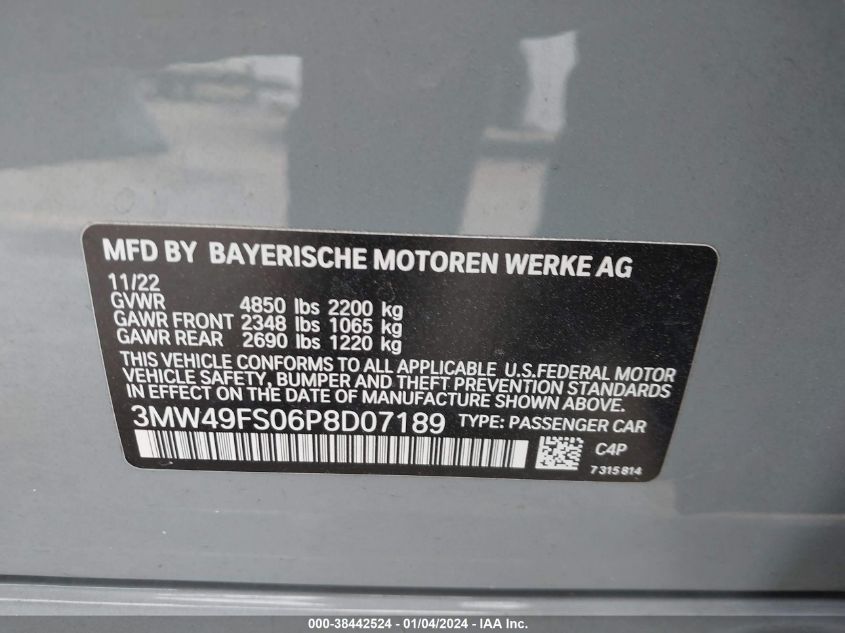 MFD BY BAYERISCHE MOTOREN WERKE AG
11/22
GVWR 4850 lbs 2200 kg
GAWR FRONT 2348 lbs 1065 kg
GAWR REAR 2690 lbs 1220 kg
THIS VEHICLE CONFORMS TO ALL APPLICABLE U.S.FEDERAL MOTOR
VEHICLE SAFETY, BUMPER AND THEFT PREVENTION STANDARDS
IN EFFECT ON THE DATE OF MANUFACTURE SHOWN ABOVE.
3MW49FS06P8D07189 TYPE: PASSENGER CAR
C4P
7315814
000-38442524 - 01/04/2024 - IAA Inc.